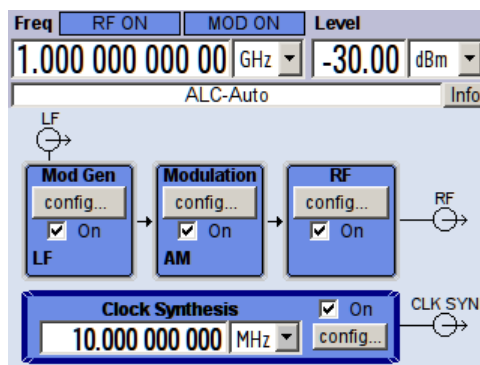 Freq RF ON MOD ON Level
1.000 000 000 00 GHz -30.00 dBm
ALC-Auto Info
LF
Mod Gen Modulation RF
config... config... config... RF
On On On
LF AM
Clock Synthesis On CLK SYN
10.000 000 000 MHz config...